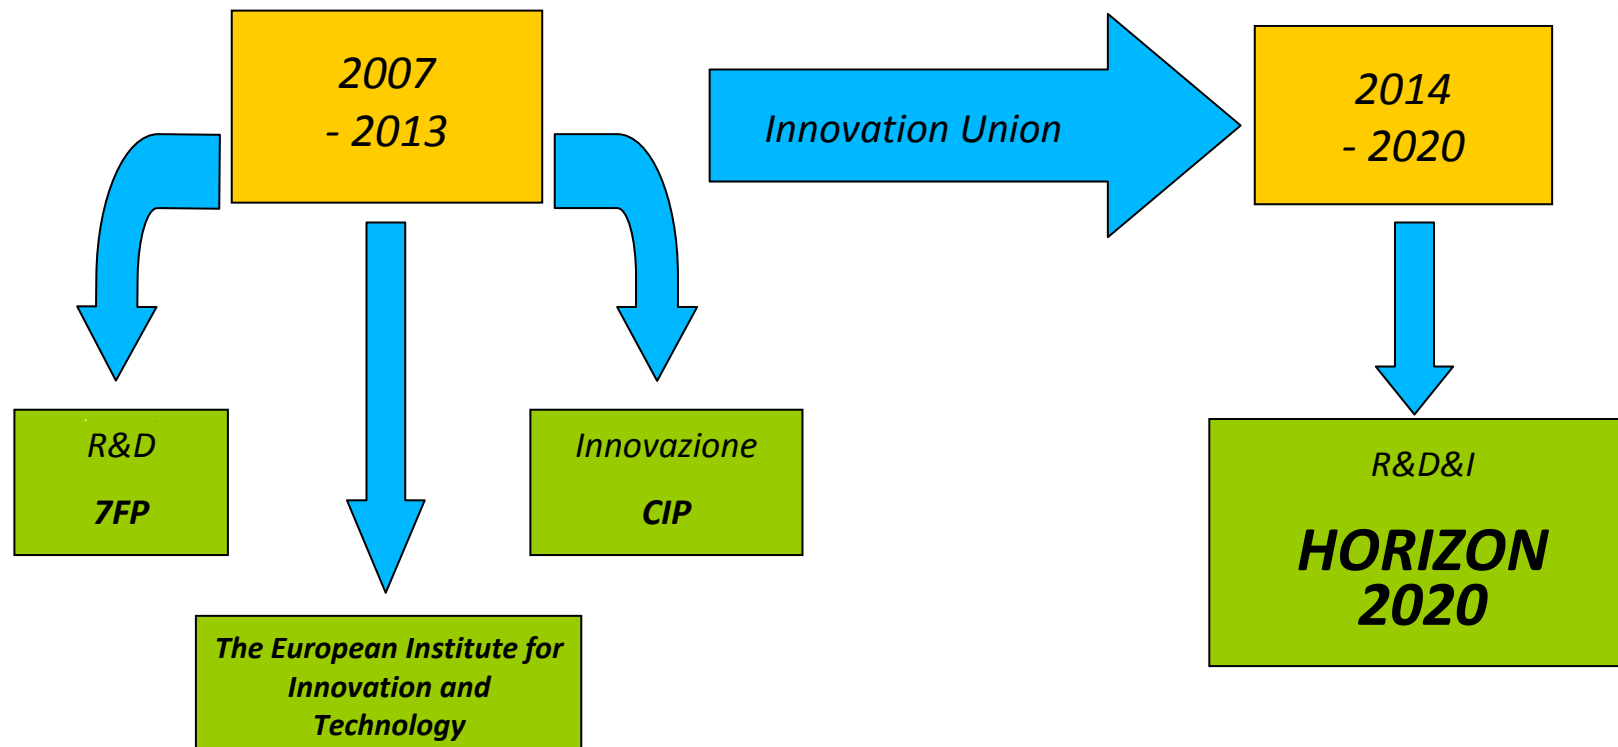 2007
- 2013
Innovation Union
2014
- 2020
R&D
7FP
Innovazione
CIP
The European Institute for
Innovation and
Technology
R&D&I
HORIZON
2020